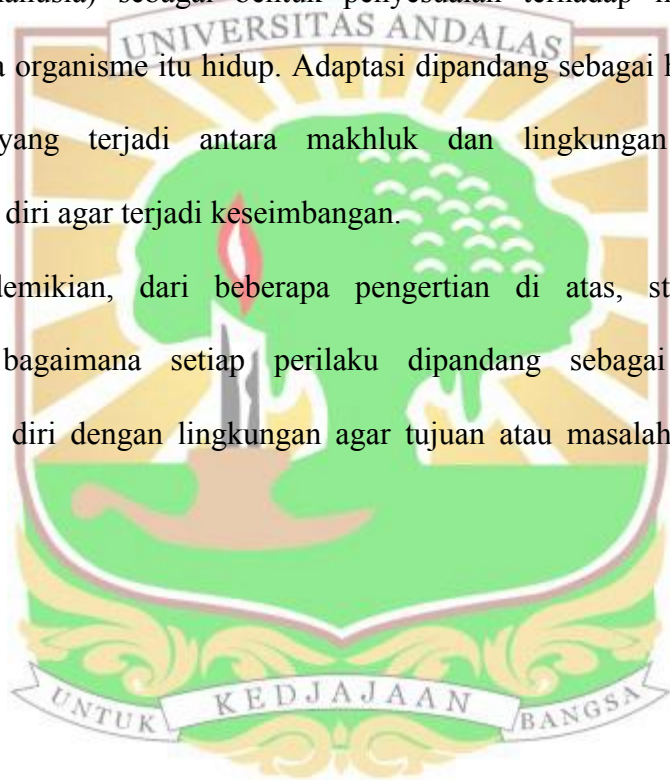 sebagai bentuk penyesuaian terhadap
UNIVERSITAS ANDALAS
organisme itu hidup. Adaptasi dipandang sebagai
yang terjadi antara makhluk dan lingkungan
diri agar terjadi keseimbangan.
dari beberapa pengertian di atas,
bagaimana setiap perilaku dipandang sebagai
diri dengan lingkungan agar tujuan atau masalah
UNTUK KEDJAJAAN BANGSA